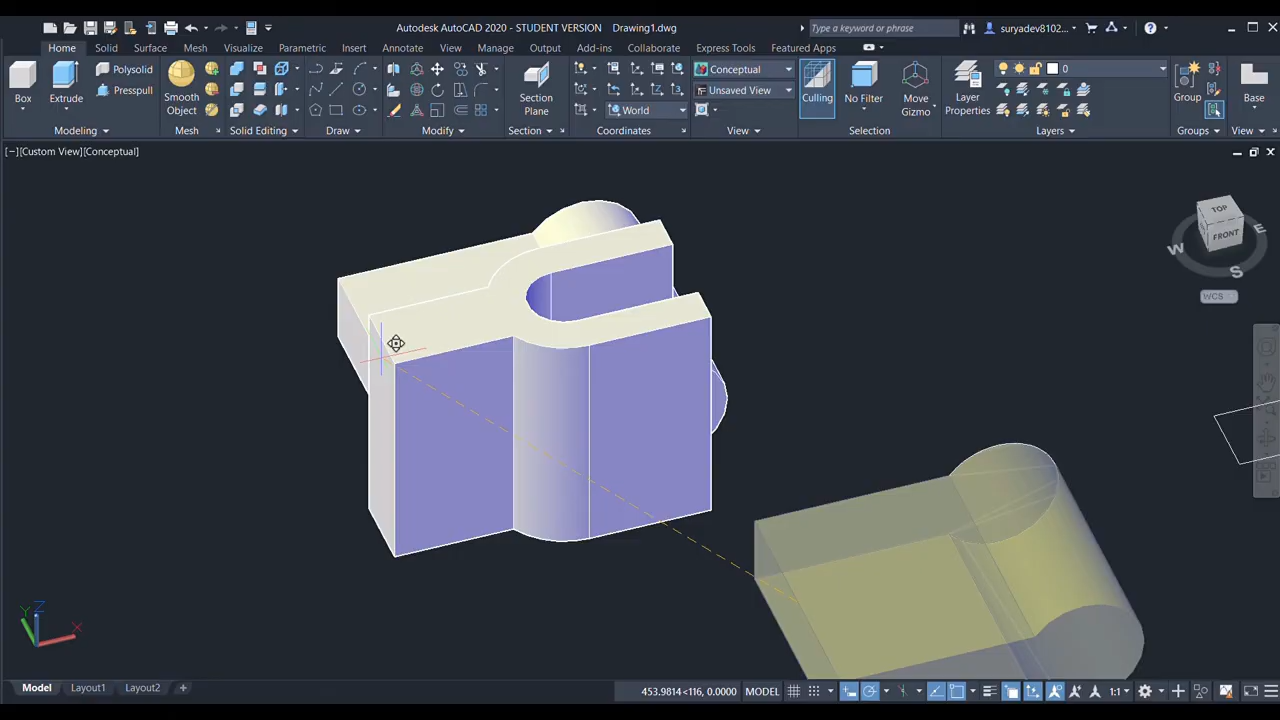 Autodesk AutoCAD 2020 - STUDENT VERSION Drawing1.dwg
Type a keyword or phrase
suryadev8102...
Home Solid Surface Mesh Visualize Parametric Insert Annotate View Manage Output Add-ins Collaborate Express Tools Featured Apps
Box
Extrude
Polysolid
Presspull
Smooth
Object
Section
Plane
World
Conceptual
Unsaved View
Culling
No Filter
Move
Gizmo
Layer
Properties
0
Group
Base
Modeling
Mesh
Solid Editing
Draw
Modify
Section
Coordinates
View
Selection
Layers
Groups
View
[−][Custom View][Conceptual]
TOP
FRONT
W
E
S
WCS
Y
Z
X
Model Layout1 Layout2
453.9814<116, 0.0000 MODEL
1:1